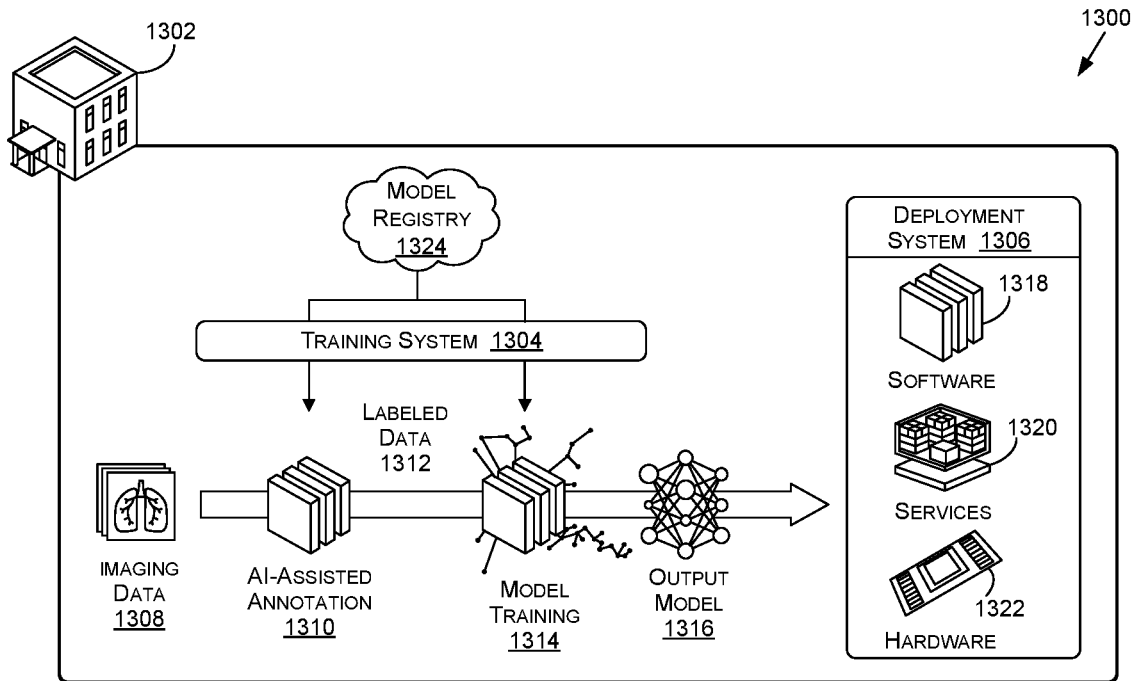 1302
1300
MODEL
REGISTRY
1324
DEPLOYMENT
SYSTEM 1306
1318
TRAINING SYSTEM 1304
SOFTWARE
LABELED
DATA
1312
1320
SERVICES
IMAGING
DATA
1308
AI-ASSISTED
ANNOTATION
1310
MODEL
TRAINING
1314
OUTPUT
MODEL
1316
1322
HARDWARE